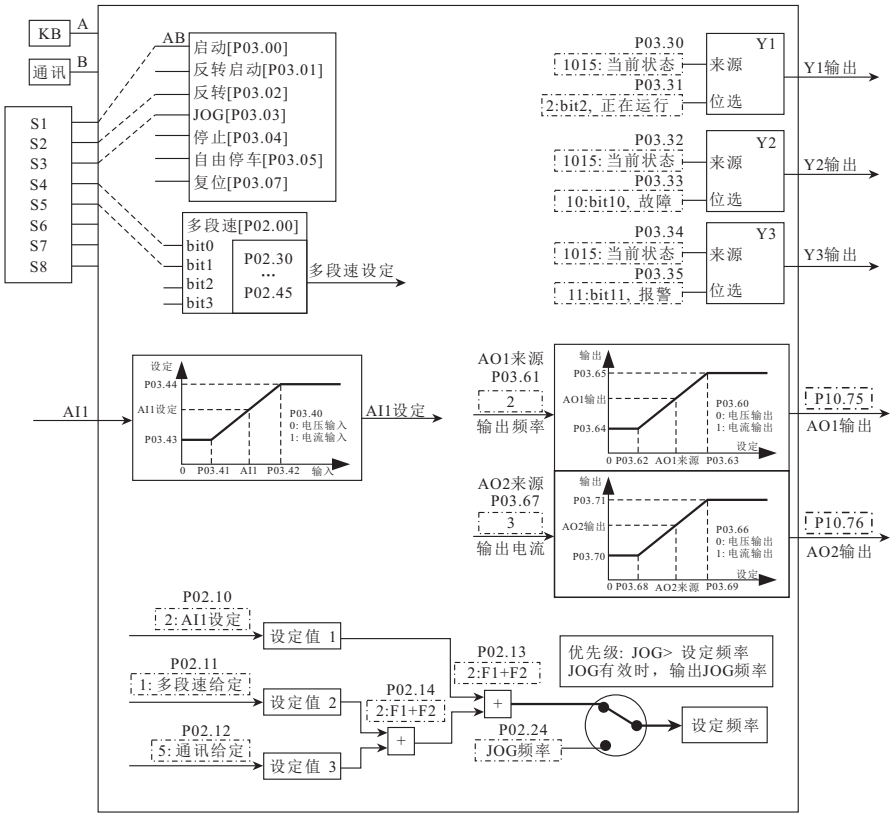 KB
A
通讯
B
S1
S2
S3
S4
S5
S6
S7
S8
AB
启动[P03.00]
反转启动[P03.01]
反转[P03.02]
JOG[P03.03]
停止[P03.04]
自由停车[P03.05]
复位[P03.07]
多段速[P02.00]
bit0
bit1
bit2
bit3
P02.30
...
P02.45
多段速设定
P03.30
1015: 当前状态
P03.31
2:bit2, 正在运行
Y1
来源
位选
Y1输出
P03.32
1015: 当前状态
P03.33
10:bit10, 故障
Y2
来源
位选
Y2输出
P03.34
1015: 当前状态
P03.35
11:bit11, 报警
Y3
来源
位选
Y3输出
AI1
设定
P03.44
AI1设定
P03.43
P03.40
0: 电压输入
1: 电流输入
0 P03.41 AI1 P03.42 输入
AI1设定
AO1来源
P03.61
2
输出频率
输出
P03.65
AO1输出
P03.64
P03.60
0: 电压输出
1: 电流输出
设定
0 P03.62 AO1来源 P03.63
P10.75
AO1输出
AO2来源
P03.67
3
输出电流
输出
P03.71
AO2输出
P03.70
P03.66
0: 电压输出
1: 电流输出
设定
0 P03.68 AO2来源 P03.69
P10.76
AO2输出
P02.10
2: AI1设定
设定值 1
P02.11
1: 多段速给定
设定值 2
P02.12
5: 通讯给定
设定值 3
P02.14
2:F1+F2
+
P02.13
2:F1+F2
+
优先级: JOG> 设定频率
JOG有效时，输出JOG频率
P02.24
JOG频率
设定频率